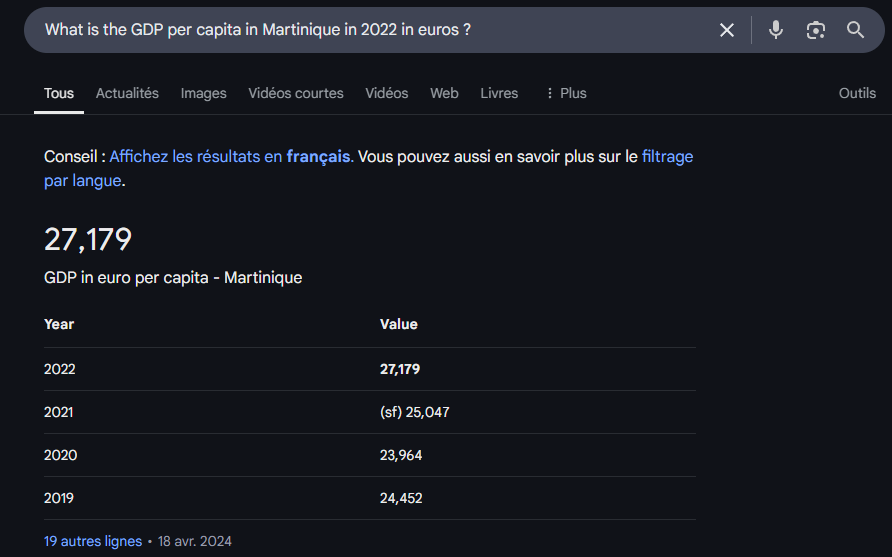 What is the GDP per capita in Martinique in 2022 in euros ?
Tous Actualités Images Vidéos courtes Vidéos Web Livres Plus Outils
Conseil : Affichez les résultats en français. Vous pouvez aussi en savoir plus sur le filtrage
par langue.
27,179
GDP in euro per capita - Martinique
Year Value
2022 27,179
2021 (sf) 25,047
2020 23,964
2019 24,452
19 autres lignes • 18 avr. 2024